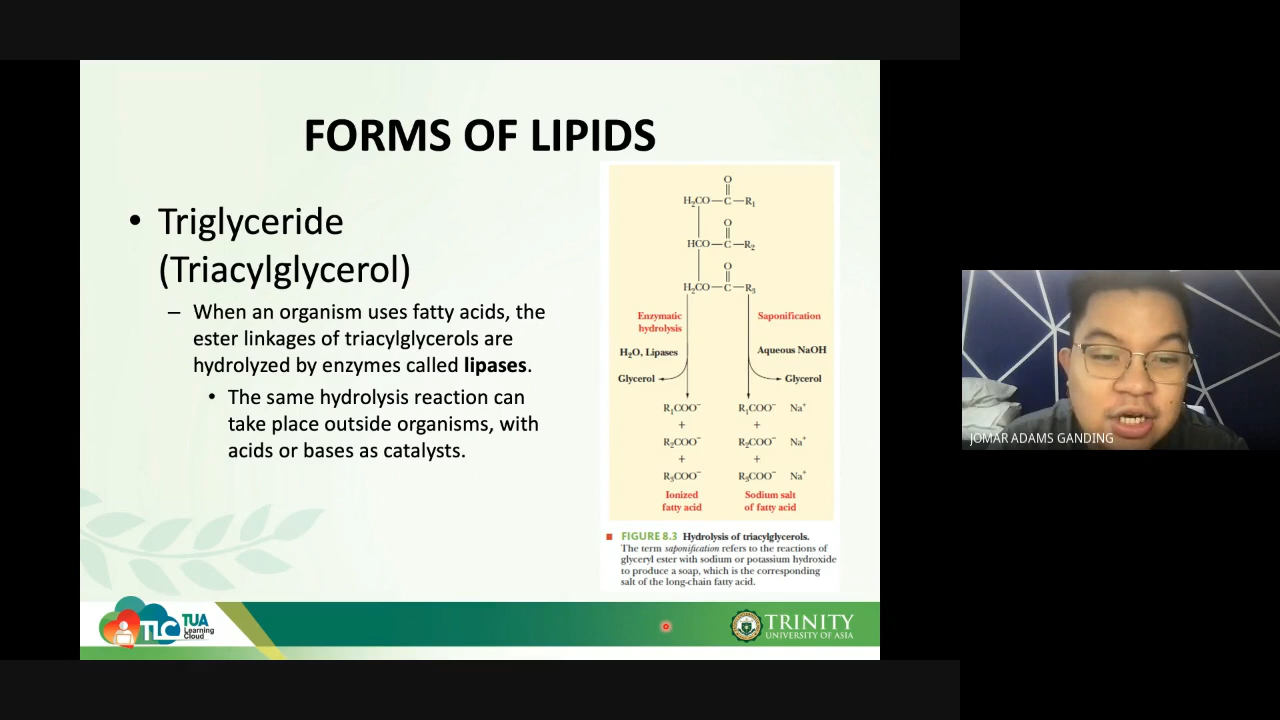 FORMS OF LIPIDS
• Triglyceride
(Triacylglycerol)
– When an organism uses fatty acids, the
ester linkages of triacylglycerols are
hydrolyzed by enzymes called lipases.
• The same hydrolysis reaction can
take place outside organisms, with
acids or bases as catalysts.
O
H₂CO—C—R₁
O
HCO—C—R₂
O
H₂CO—C—R₃
Enzymatic
hydrolysis
Saponification
H₂O, Lipases
Aqueous NaOH
Glycerol
Glycerol
R₁COO⁻ R₁COO⁻ Na⁺
+ +
R₂COO⁻ R₂COO⁻ Na⁺
+ +
R₃COO⁻ R₃COO⁻ Na⁺
Ionized
fatty acid
Sodium salt
of fatty acid
FIGURE 8.3 Hydrolysis of triacylglycerols.
The term saponification refers to the reactions of
glyceryl ester with sodium or potassium hydroxide
to produce a soap, which is the corresponding
salt of the long-chain fatty acid.
TLC TUA
Learning
Cloud
TRINITY
UNIVERSITY OF ASIA
JOMAR ADAMS GANDING